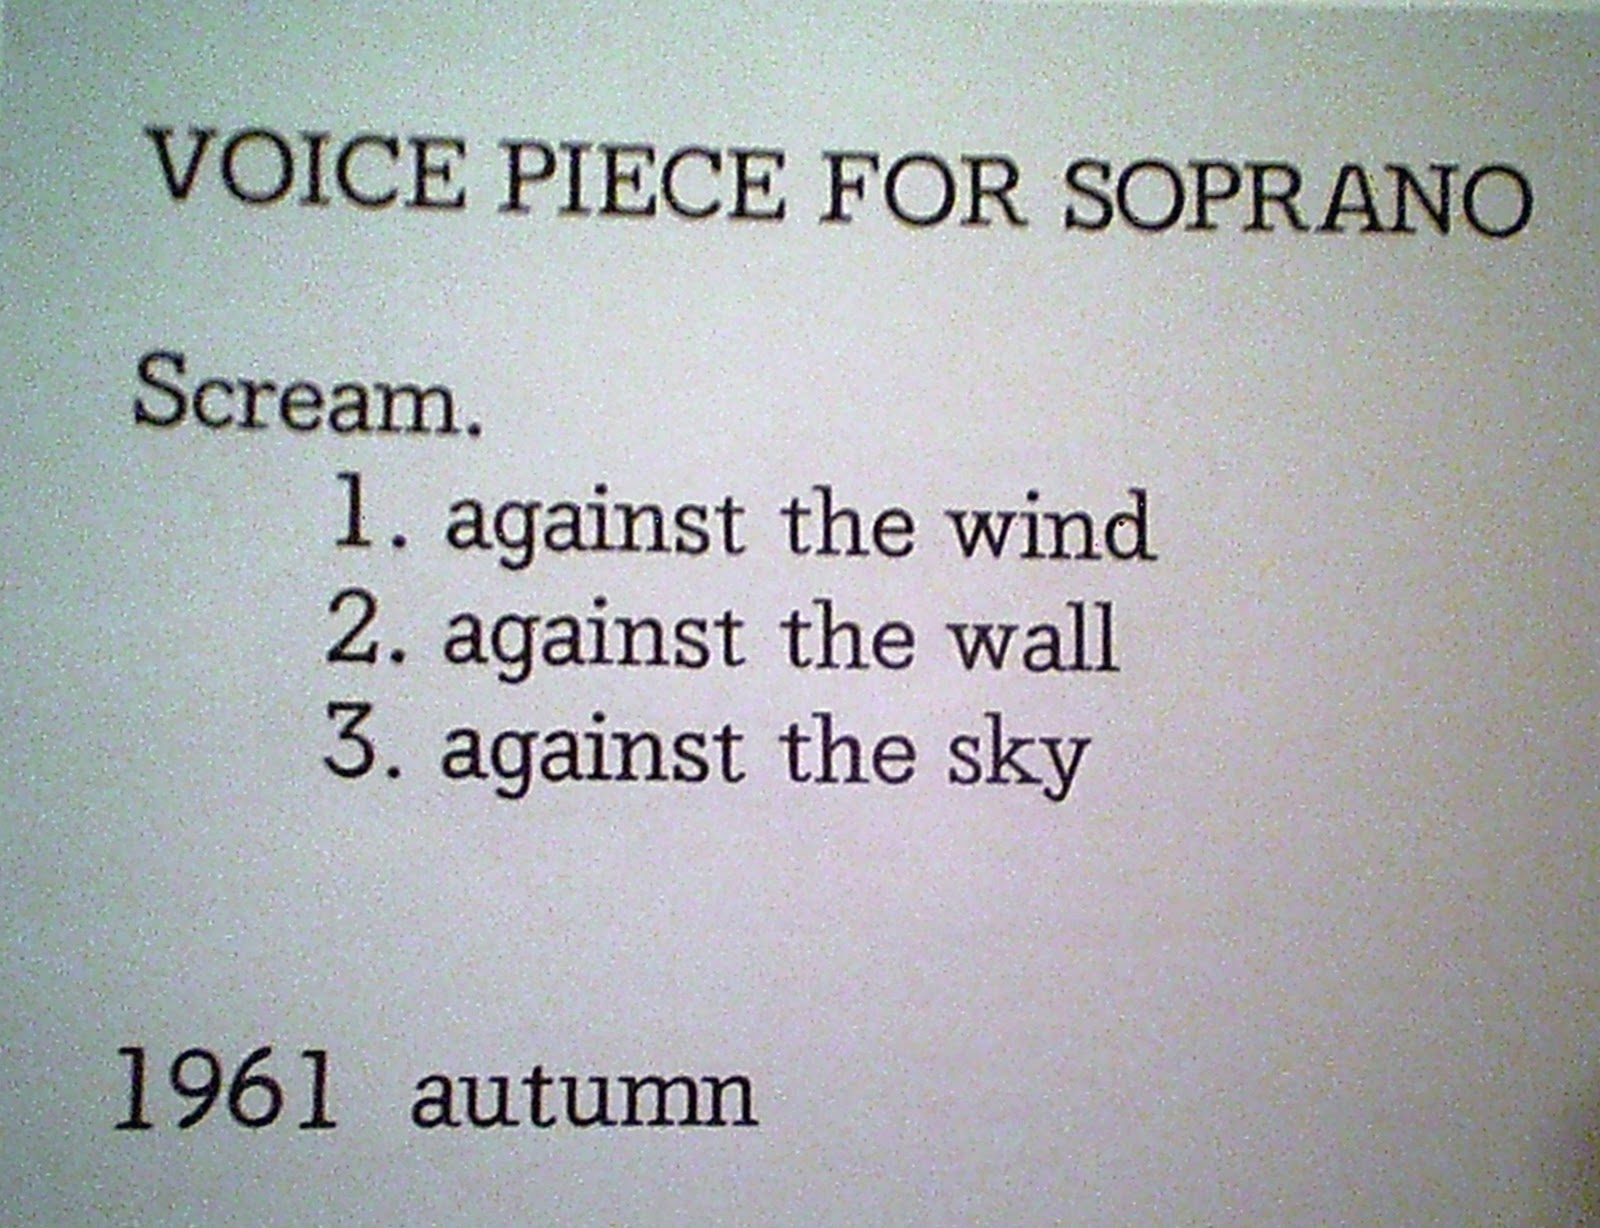 VOICE PIECE FOR SOPRANO
Scream.
1. against the wind
2. against the wall
3. against the sky
1961 autumn